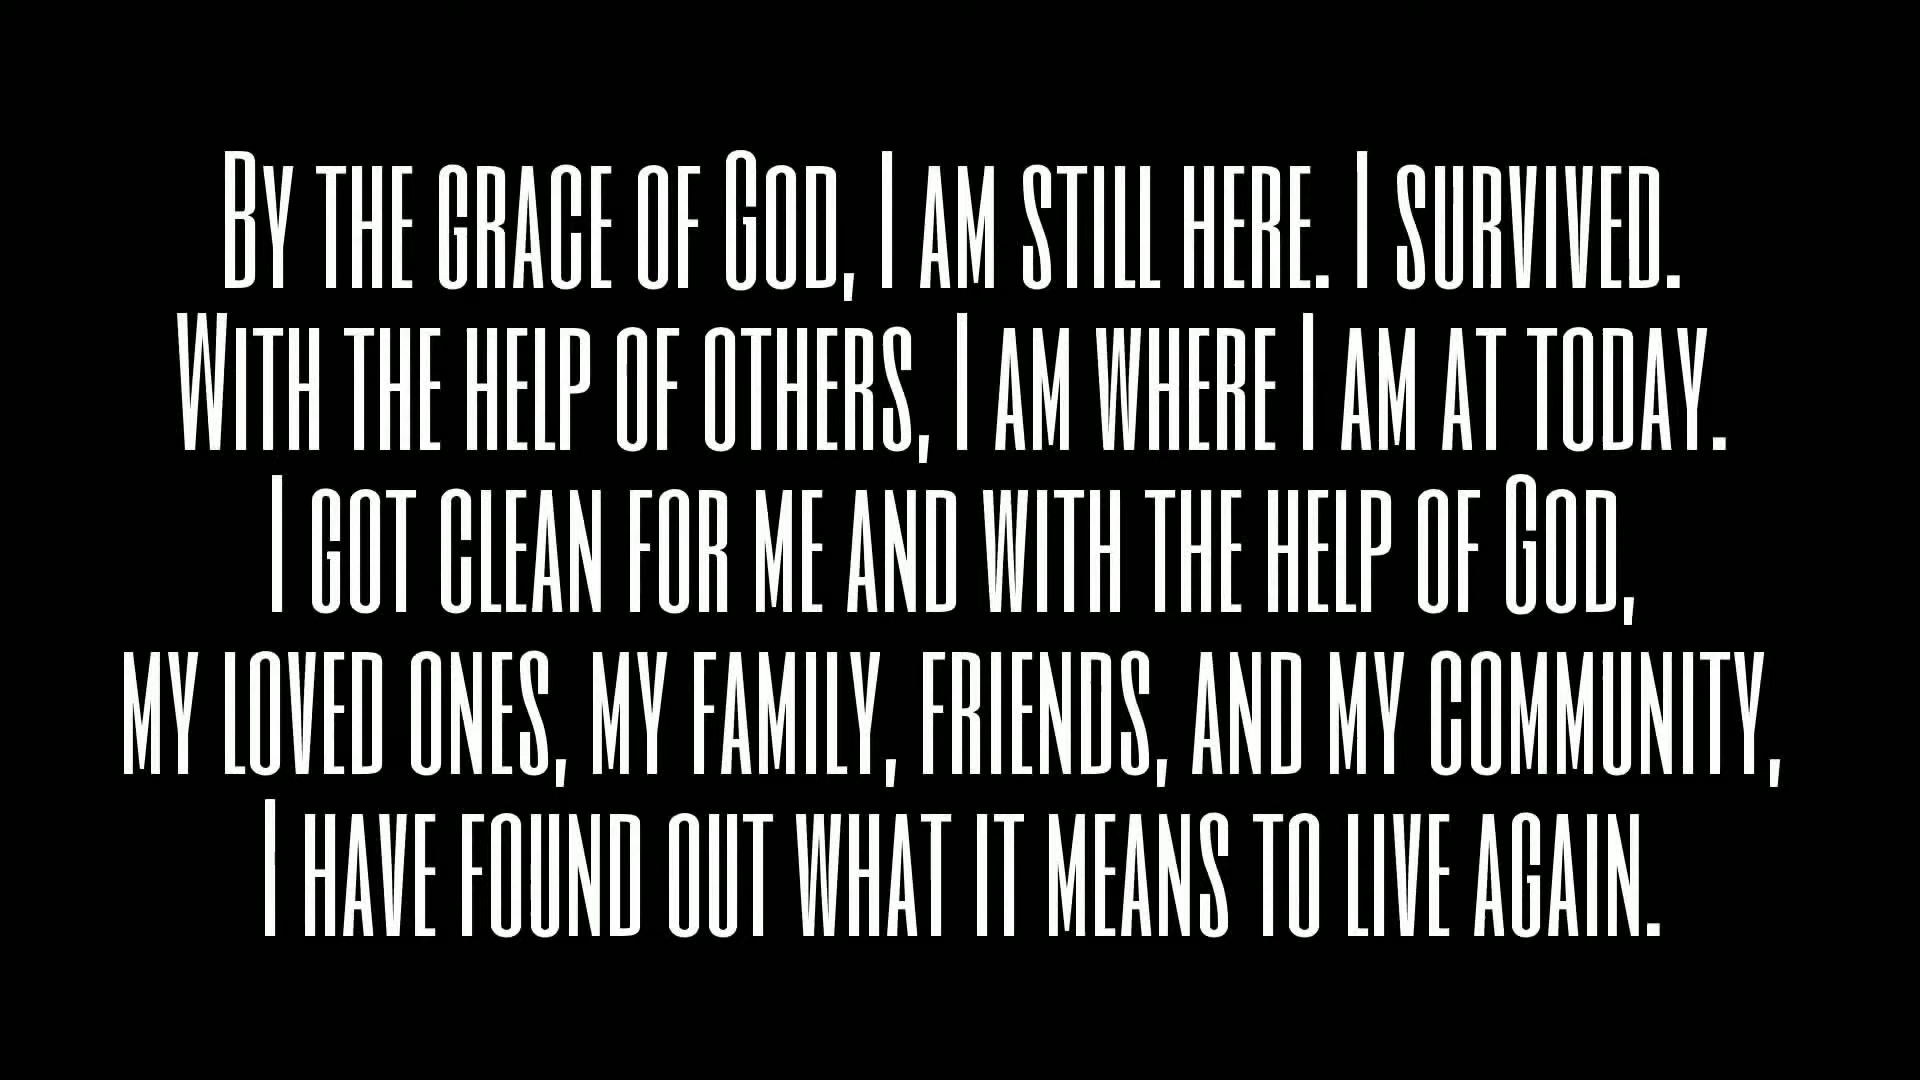 By the grace of God, I am still here. I survived.
With the help of others, I am where I am at today.
I got clean for me and with the help of God,
my loved ones, my family, friends, and my community,
I have found out what it means to live again.